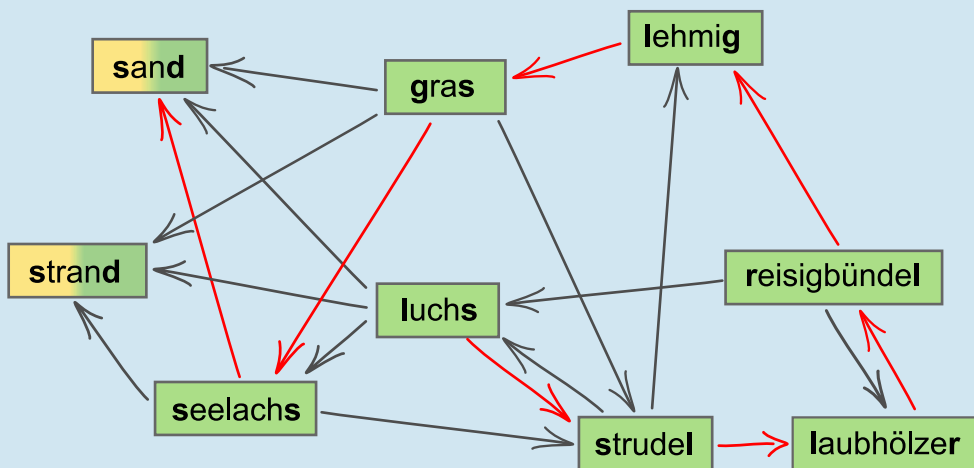 lehmig
sand
gras
strand
reisigbündel
luchs
seelachs
strudel
laubhölzer